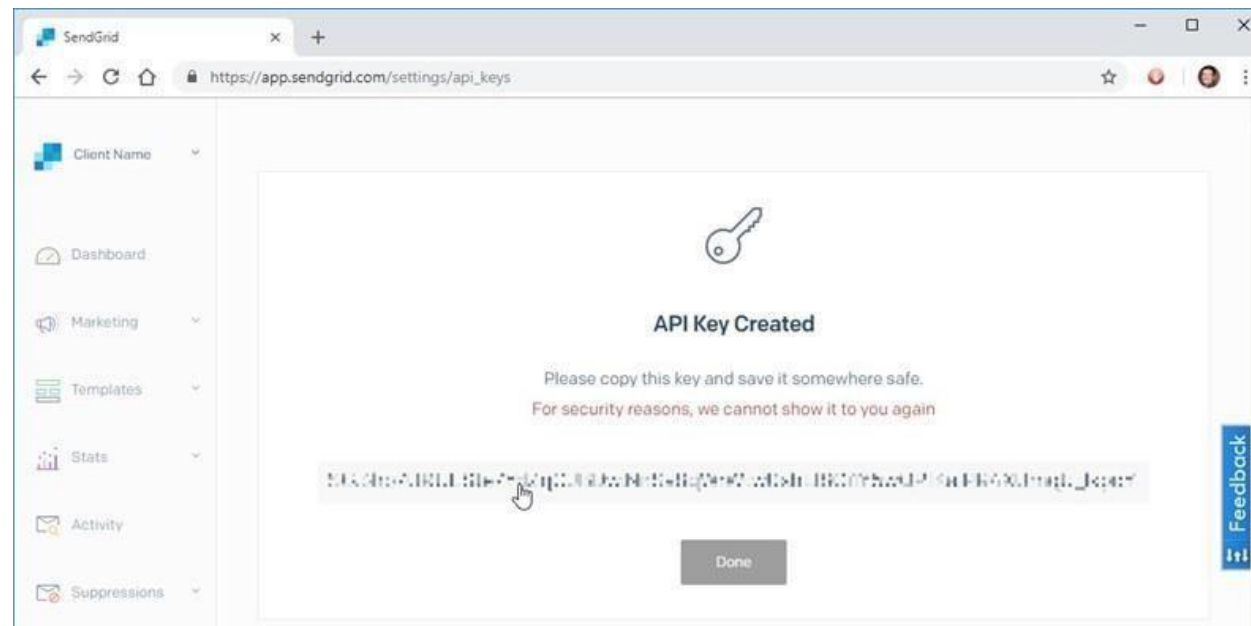 SendGrid
https://app.sendgrid.com/settings/api_keys
Client Name
Dashboard
Marketing
Templates
Stats
Activity
Suppressions
API Key Created
Please copy this key and save it somewhere safe.
For security reasons, we cannot show it to you again
Done
Feedback